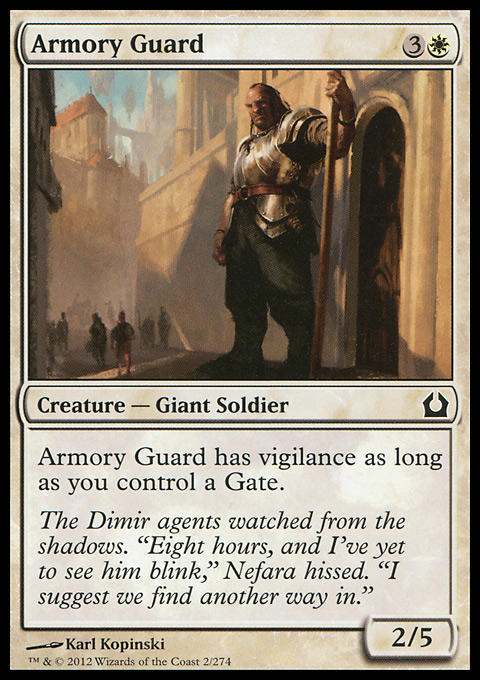 Armory Guard 3
Creature — Giant Soldier
Armory Guard has vigilance as long
as you control a Gate.
The Dimir agents watched from the
shadows. “Eight hours, and I’ve yet
to see him blink,” Nefara hissed. “I
suggest we find another way in.”
Karl Kopinski
™ & © 2012 Wizards of the Coast 2/274
2/5